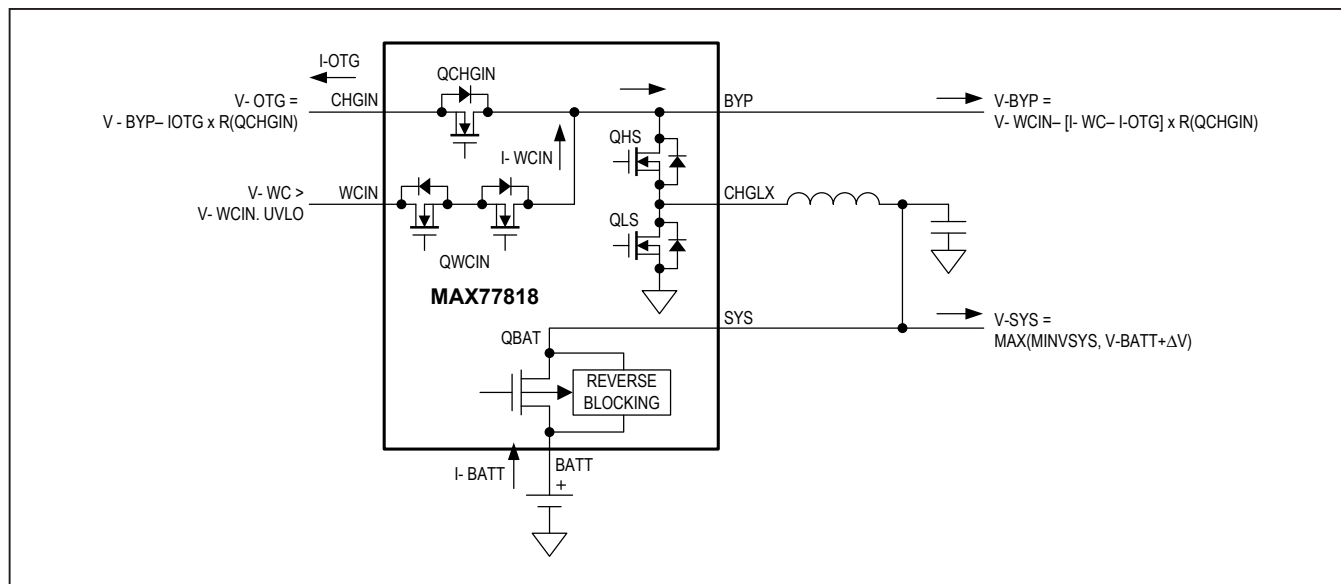 I-OTG
QCHGIN
CHGIN
BYP
V- OTG =
V - BYP– IOTG x R(QCHGIN)
V-BYP =
V- WCIN– [I- WC– I-OTG] x R(QCHGIN)
I- WCIN
QHS
V- WC >
V- WCIN. UVLO
WCIN
CHGLX
QLS
QWCIN
MAX77818
SYS
V-SYS =
MAX(MINVSYS, V-BATT+ΔV)
QBAT
REVERSE
BLOCKING
I- BATT
BATT
+